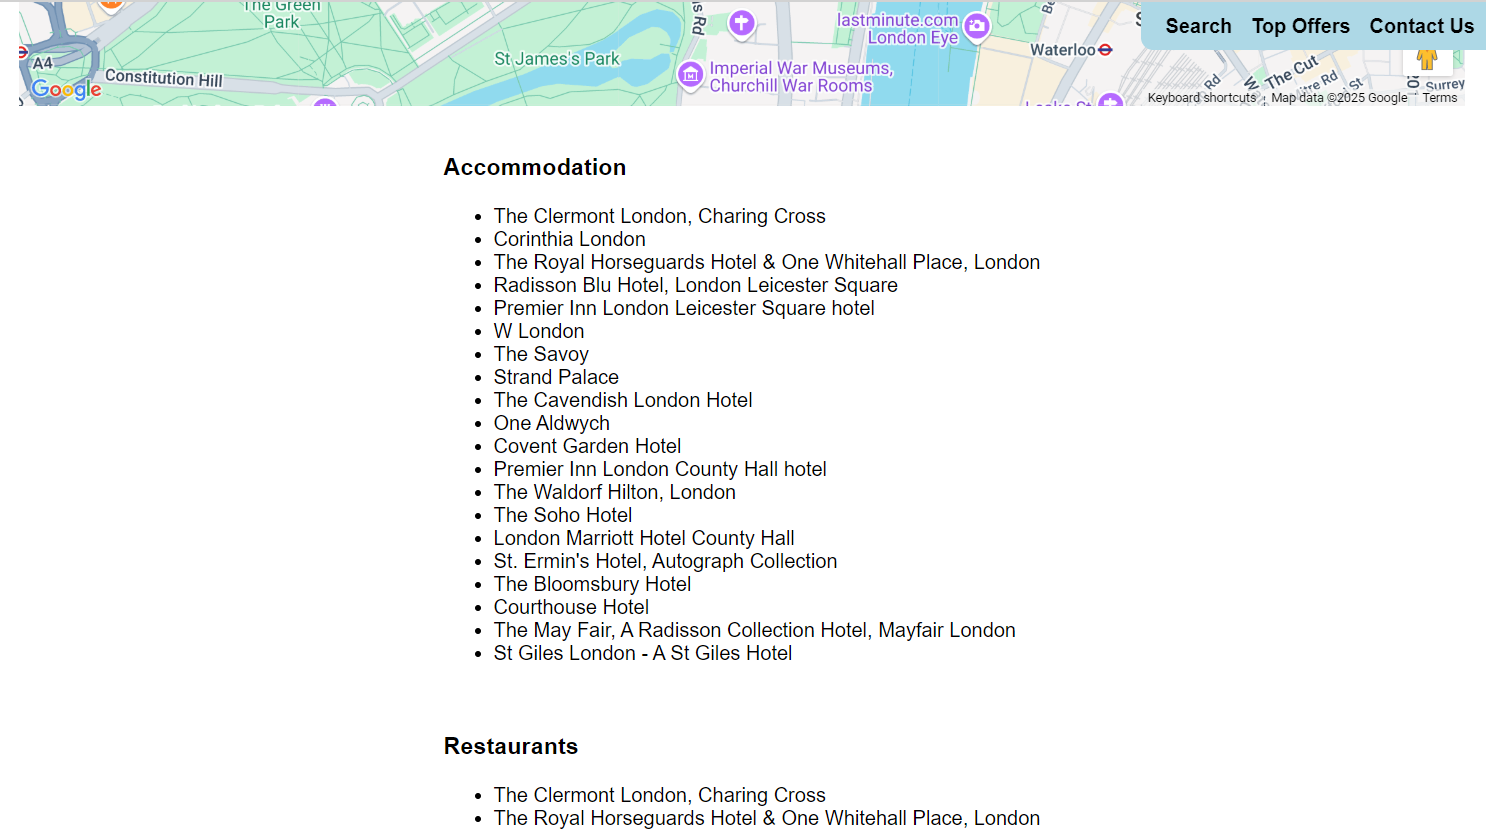 The Green
Park
lastminute.com
London Eye
Search Top Offers Contact Us
St James's Park
Waterloo
A4
Constitution Hill
Imperial War Museums,
Churchill War Rooms
The Cut
Rd
Surrey
Google
Keyboard shortcuts
Map data ©2025 Google
Terms
Accommodation
The Clermont London, Charing Cross
Corinthia London
The Royal Horseguards Hotel & One Whitehall Place, London
Radisson Blu Hotel, London Leicester Square
Premier Inn London Leicester Square hotel
W London
The Savoy
Strand Palace
The Cavendish London Hotel
One Aldwych
Covent Garden Hotel
Premier Inn London County Hall hotel
The Waldorf Hilton, London
The Soho Hotel
London Marriott Hotel County Hall
St. Ermin's Hotel, Autograph Collection
The Bloomsbury Hotel
Courthouse Hotel
The May Fair, A Radisson Collection Hotel, Mayfair London
St Giles London - A St Giles Hotel
Restaurants
The Clermont London, Charing Cross
The Royal Horseguards Hotel & One Whitehall Place, London